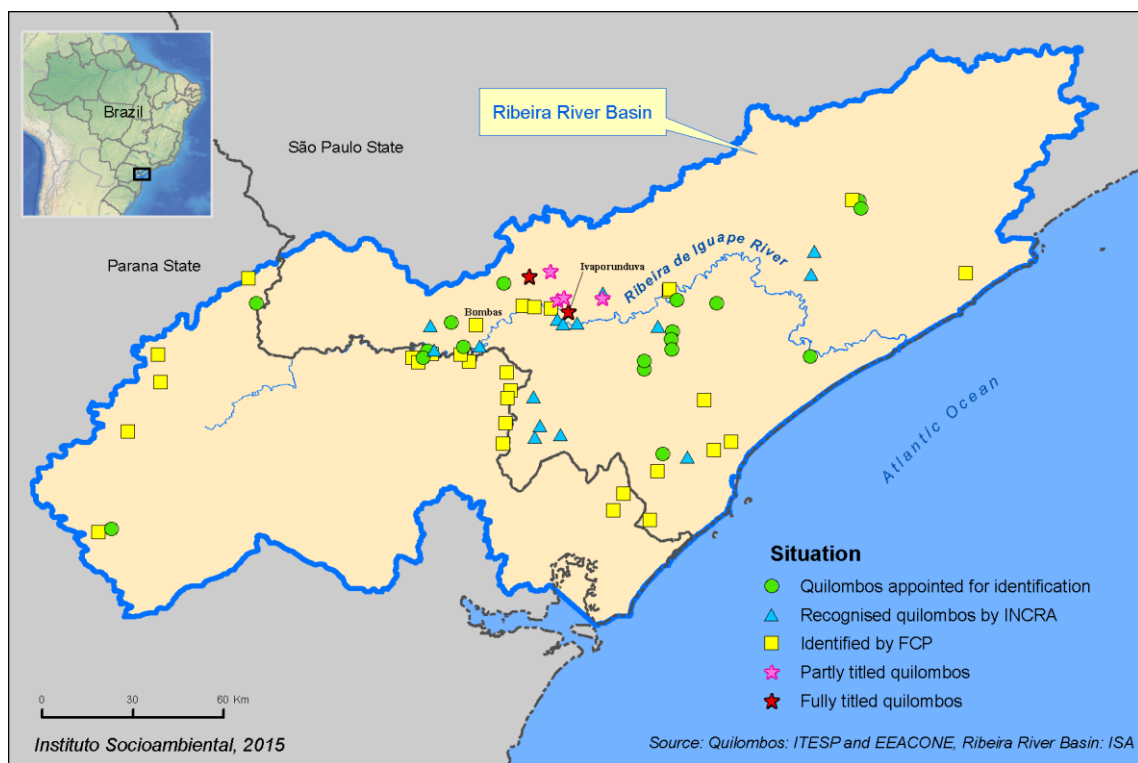 Brazil
São Paulo State
Parana State
Ribeira River Basin
Ribeira de Iguape River
Ivaporunduva
Bombas
Atlantic Ocean
Situation
Quilombos appointed for identification
Recognised quilombos by INCRA
Identified by FCP
Partly titled quilombos
Fully titled quilombos
0 30 60 Km
Instituto Socioambiental, 2015
Source: Quilombos: ITESP and EEACONE, Ribeira River Basin: ISA